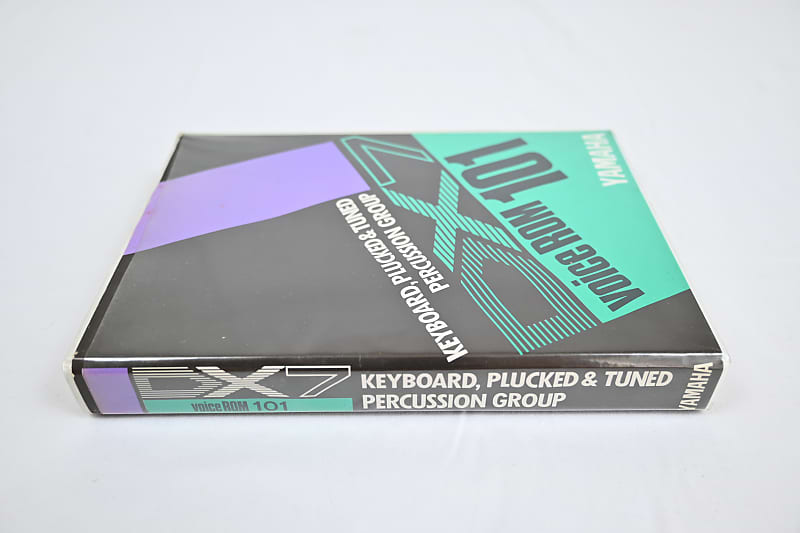 YAMAHA
voice ROM 101
DX7
KEYBOARD, PLUCKED & TUNED
PERCUSSION GROUP
DX7
voice ROM 101
KEYBOARD, PLUCKED & TUNED
PERCUSSION GROUP
YAMAHA